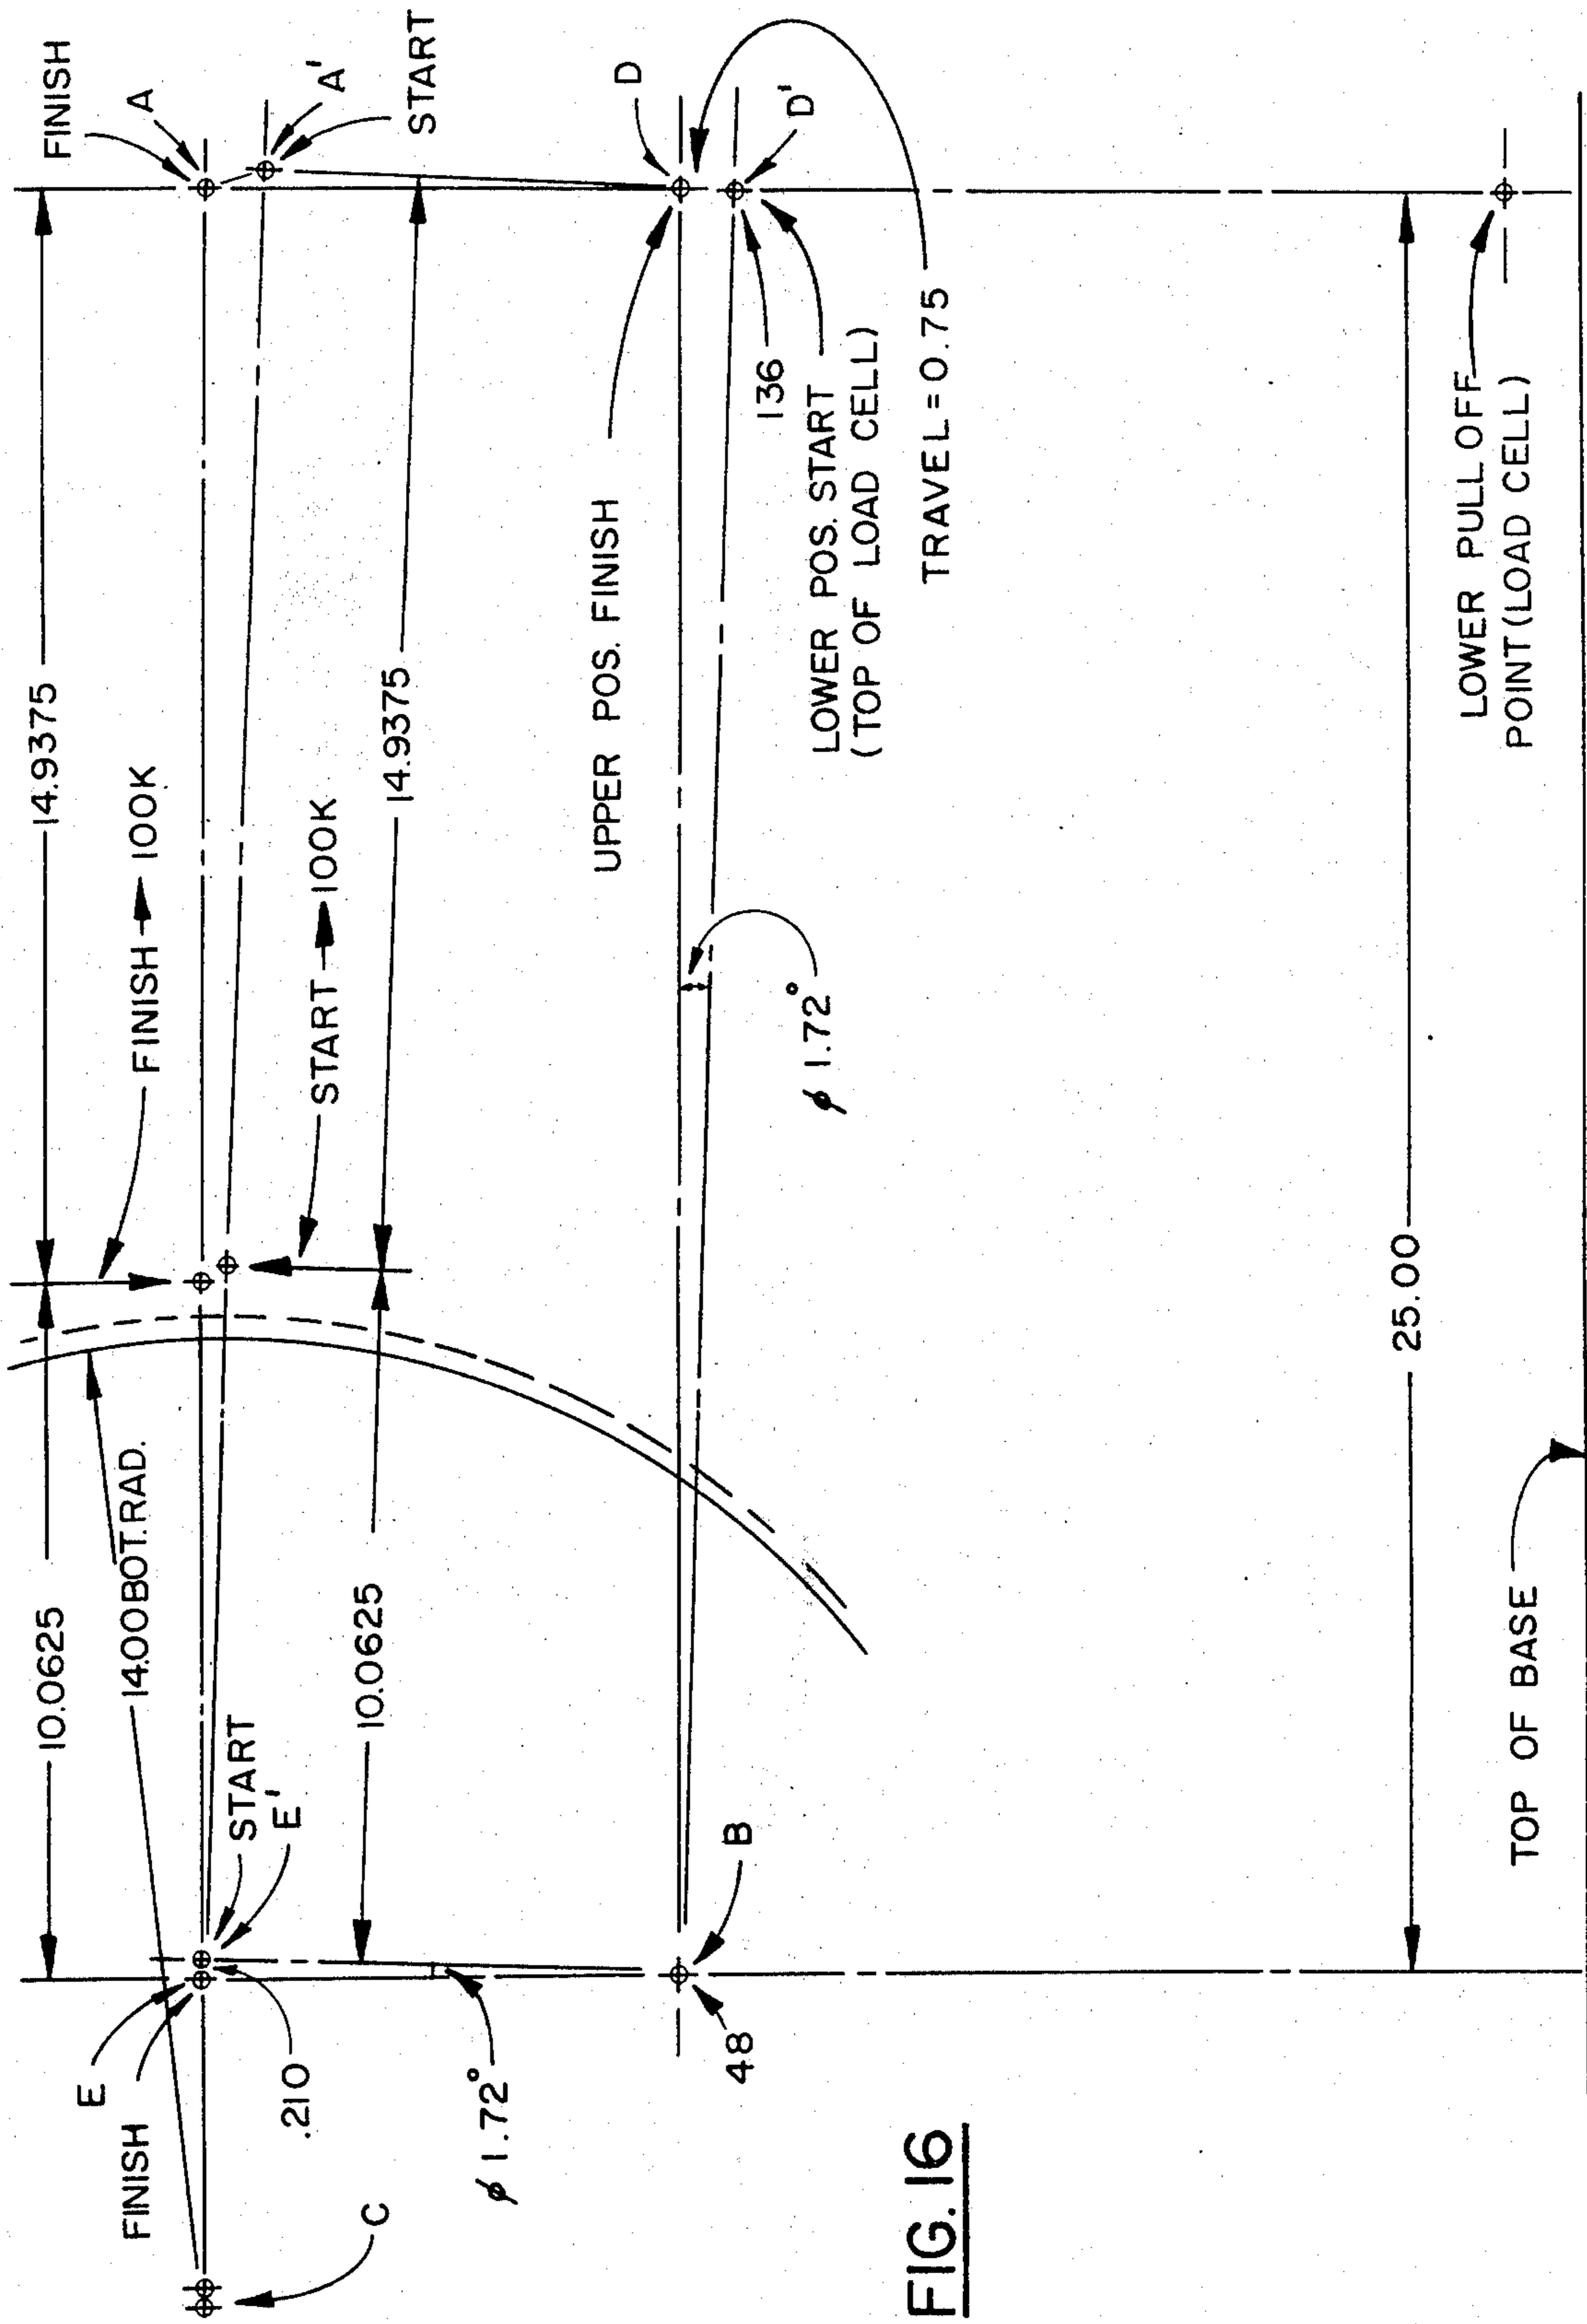 FINISH
A
A'
START
14.9375
FINISH → 100K
START → 100K
14.9375
10.0625
14.00BOT.RAD.
START
E'
10.0625
E
FINISH
.210
ϕ 1.72°
C
D
D'
136
UPPER POS. FINISH
LOWER POS. START
(TOP OF LOAD CELL)
TRAVEL = 0.75
ϕ 1.72°
B
48
25.00
LOWER PULL OFF
POINT (LOAD CELL)
TOP OF BASE
FIG. 16